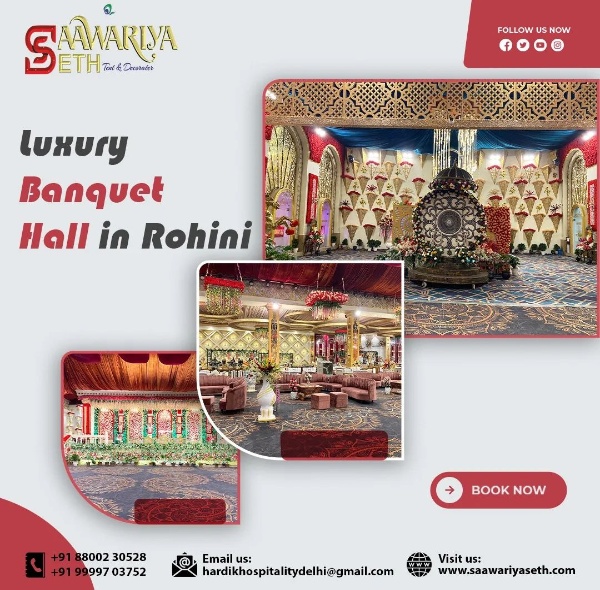 SAAWARIYA
SETH Tent & Decorator
FOLLOW US NOW
Luxury
Banquet
Hall in Rohini
BOOK NOW
+91 88002 30528
+91 99997 03752
Email us:
hardikhospitalitydelhi@gmail.com
Visit us:
www.saawariyaseth.com